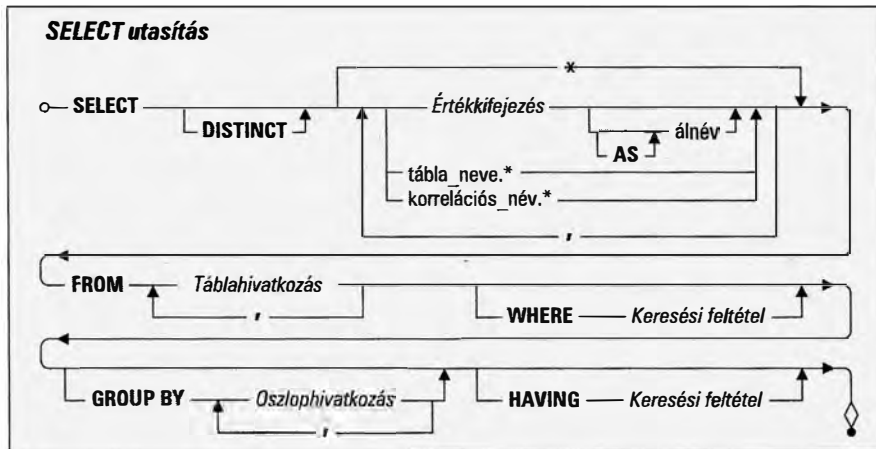 SELECT utasítás
*
SELECT DISTINCT Értékkifejezés AS álnév
tábla_neve.*
korrelációs_név.*
,
FROM Táblahivatkozás , WHERE Keresési feltétel
GROUP BY Oszlophivatkozás , HAVING Keresési feltétel